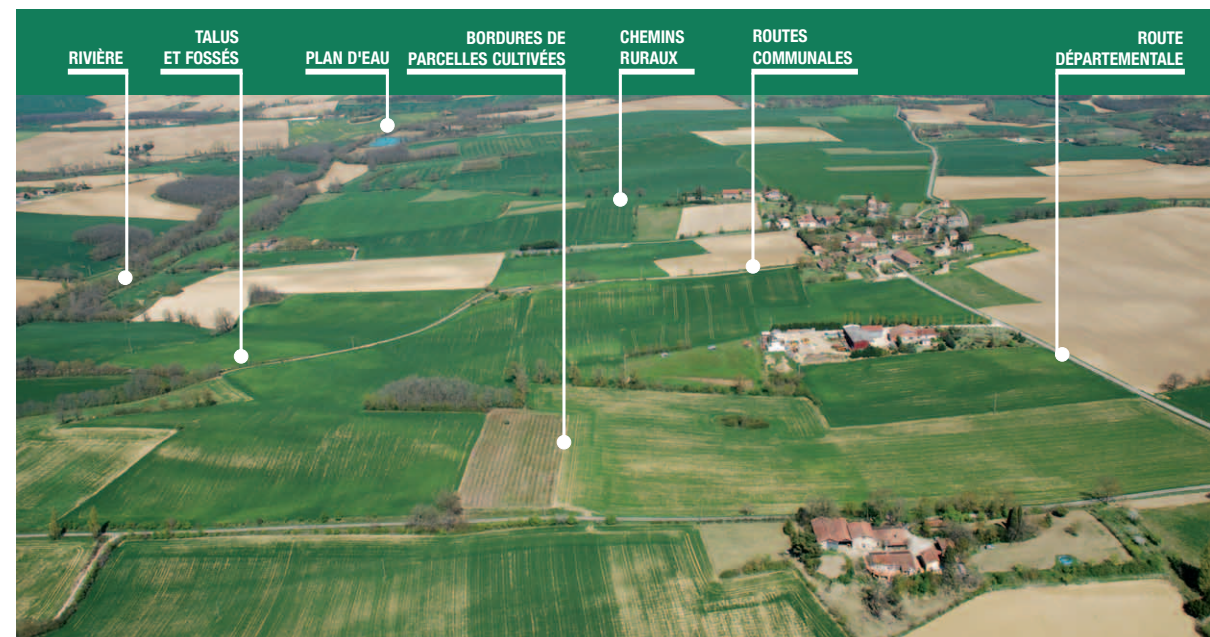 RIVIÈRE
TALUS
ET FOSSÉS
PLAN D'EAU
BORDURES DE
PARCELLES CULTIVÉES
CHEMINS
RURAUX
ROUTES
COMMUNALES
ROUTE
DÉPARTEMENTALE